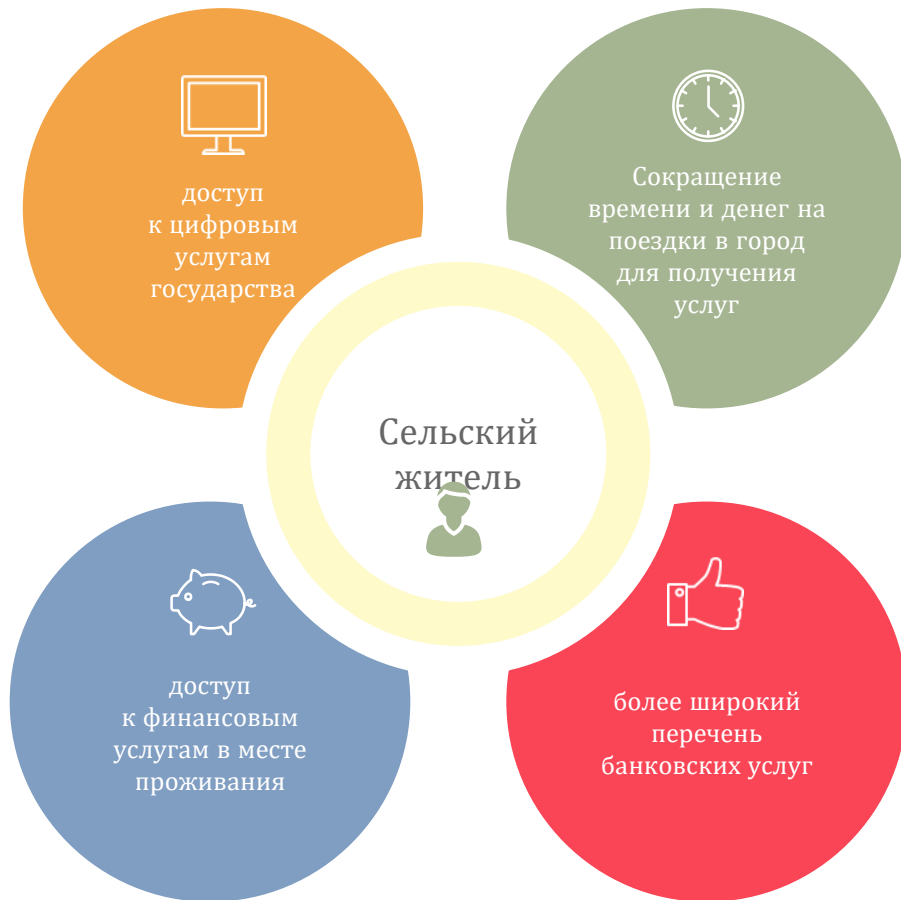 доступ
к цифровым
услугам
государства
Сокращение
времени и денег на
поездки в город
для получения
услуг
Сельский
житель
доступ
к финансовым
услугам в месте
проживания
более широкий
перечень
банковских услуг